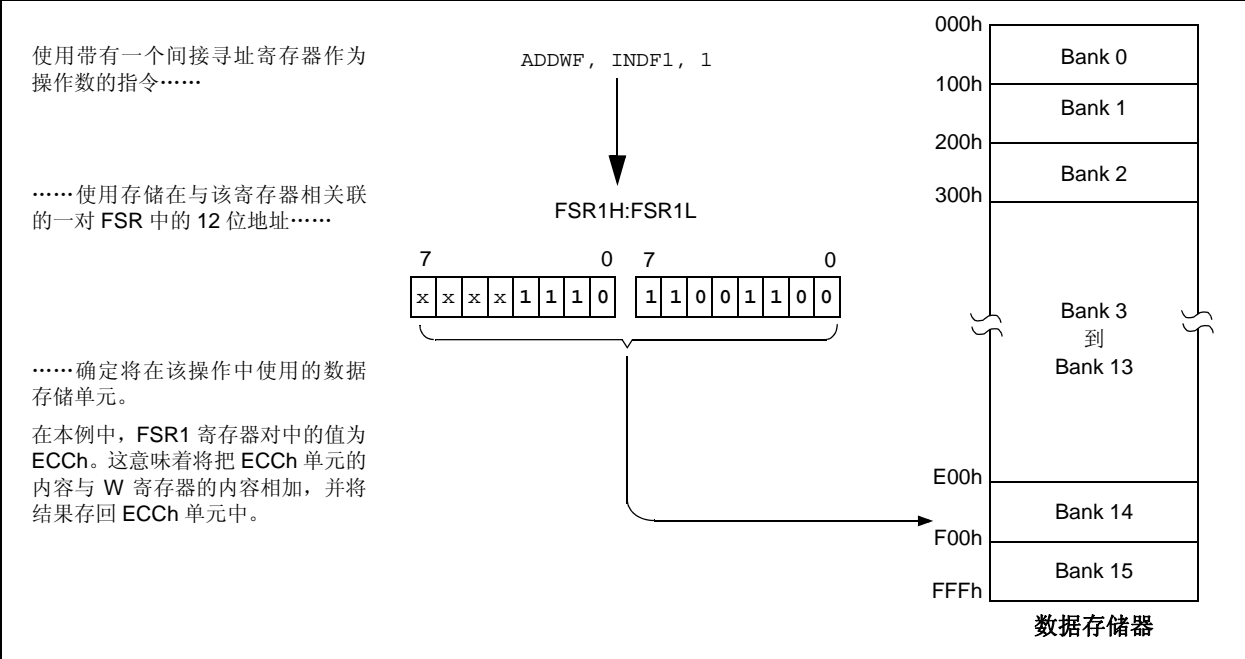 使用带有一个间接寻址寄存器作为
操作数的指令……
……使用存储在与该寄存器相关联
的一对 FSR 中的 12 位地址……
……确定将在该操作中使用的数据
存储单元。
在本例中，FSR1 寄存器对中的值为
ECCh。这意味着将把 ECCh 单元的
内容与 W 寄存器的内容相加，并将
结果存回 ECCh 单元中。
ADDWF, INDF1, 1
FSR1H:FSR1L
7 0 7 0
x x x x 1 1 1 0 1 1 0 0 1 1 0 0
000h
Bank 0
100h
Bank 1
200h
Bank 2
300h
Bank 3
到
Bank 13
E00h
Bank 14
F00h
Bank 15
FFFh
数据存储器